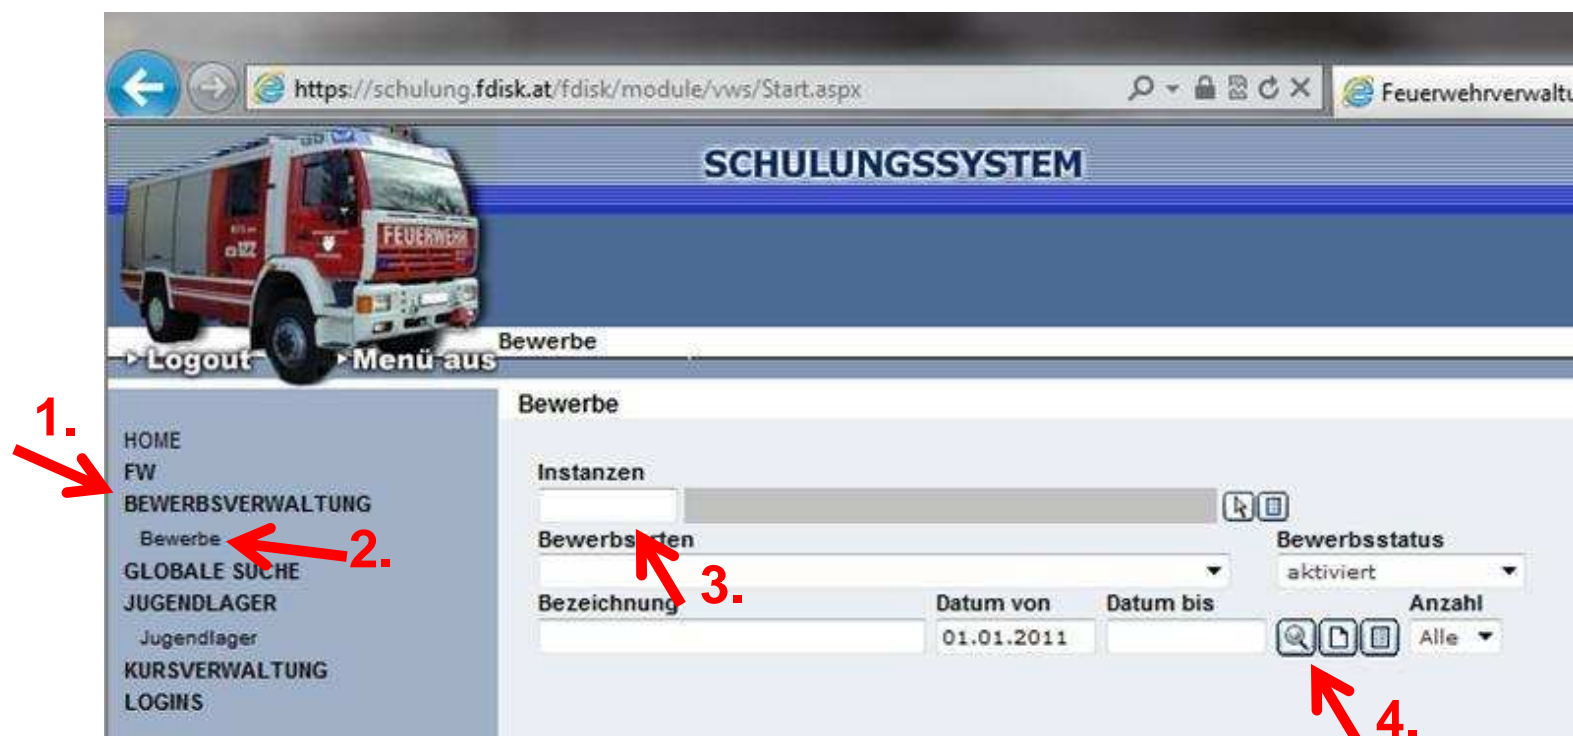 https://schulung.fdisk.at/fdisk/module/vws/Start.aspx
Feuerwehrverwaltu
SCHULUNGSSYSTEM
FEUERWEHR
122
Logout Menü aus
Bewerbe
Bewerbe
1.
HOME
FW
BEWERBSVERWALTUNG
Bewerbe
2.
GLOBALE SUCHE
JUGENDLAGER
Jugendlager
KURSVERWALTUNG
LOGINS
Instanzen
Bewerbsarten
Bewerbsstatus
aktiviert
3.
Bezeichnung Datum von Datum bis Anzahl
01.01.2011 Alle
4.